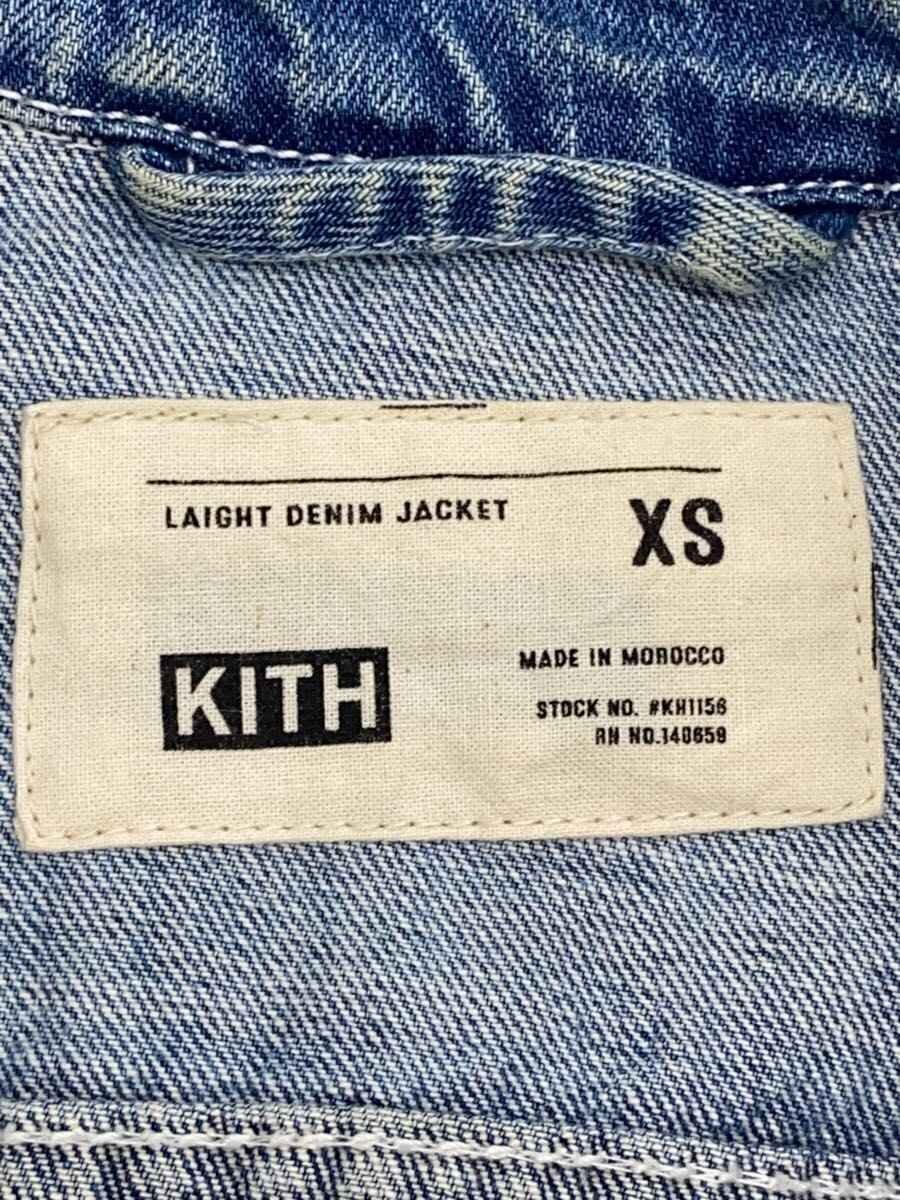 LAIGHT DENIM JACKET
XS
KITH
MADE IN MOROCCO
STOCK NO. #KH1156
RN NO.140659